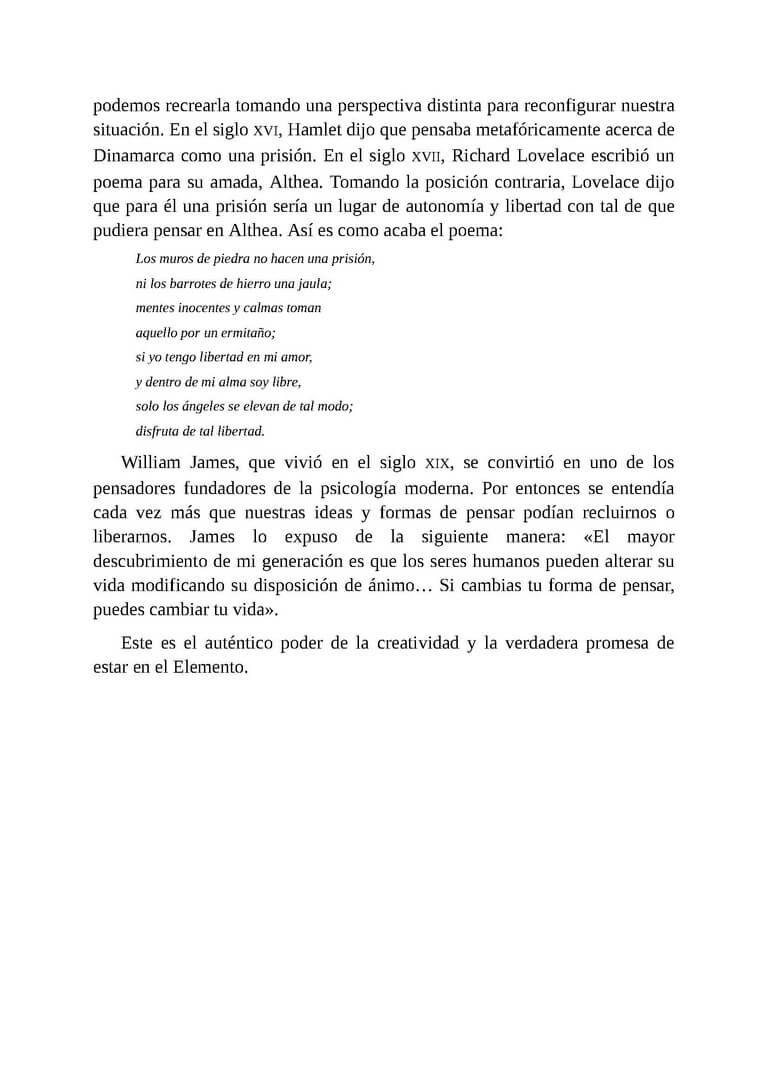 podemos recrearla tomando una perspectiva distinta para reconfigurar nuestra
situación. En el siglo XVI, Hamlet dijo que pensaba metafóricamente acerca de
Dinamarca como una prisión. En el siglo XVII, Richard Lovelace escribió un
poema para su amada, Althea. Tomando la posición contraria, Lovelace dijo
que para él una prisión sería un lugar de autonomía y libertad con tal de que
pudiera pensar en Althea. Así es como acaba el poema:
Los muros de piedra no hacen una prisión,
ni los barrotes de hierro una jaula;
mentes inocentes y calmas toman
aquello por un ermitaño;
si yo tengo libertad en mi amor,
y dentro de mi alma soy libre,
solo los ángeles se elevan de tal modo;
disfruta de tal libertad.
William James, que vivió en el siglo XIX, se convirtió en uno de los
pensadores fundadores de la psicología moderna. Por entonces se entendía
cada vez más que nuestras ideas y formas de pensar podían recluirnos o
liberarnos. James lo expuso de la siguiente manera: «El mayor
descubrimiento de mi generación es que los seres humanos pueden alterar su
vida modificando su disposición de ánimo… Si cambias tu forma de pensar,
puedes cambiar tu vida».
Este es el auténtico poder de la creatividad y la verdadera promesa de
estar en el Elemento.